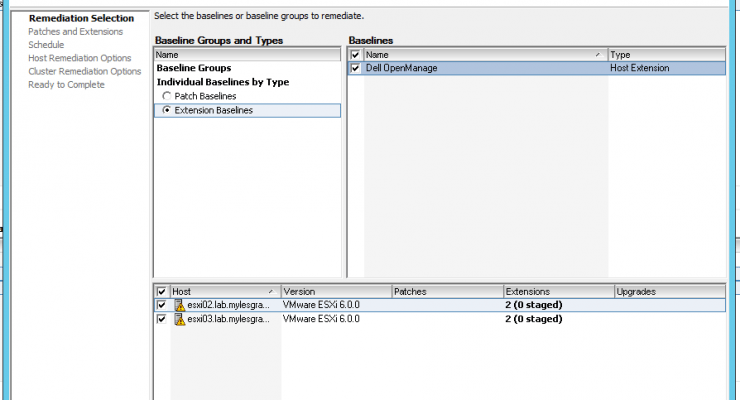 Remediation Selection
Patches and Extensions
Schedule
Host Remediation Options
Cluster Remediation Options
Ready to Complete
Select the baselines or baseline groups to remediate.
Baseline Groups and Types
Name
Baseline Groups
Individual Baselines by Type
Patch Baselines
Extension Baselines
Baselines
Name Type
Dell OpenManage Host Extension
Host Version Patches Extensions Upgrades
esxi02.lab.mylesgra... VMware ESXi 6.0.0 2 (0 staged)
esxi03.lab.mylesgra... VMware ESXi 6.0.0 2 (0 staged)